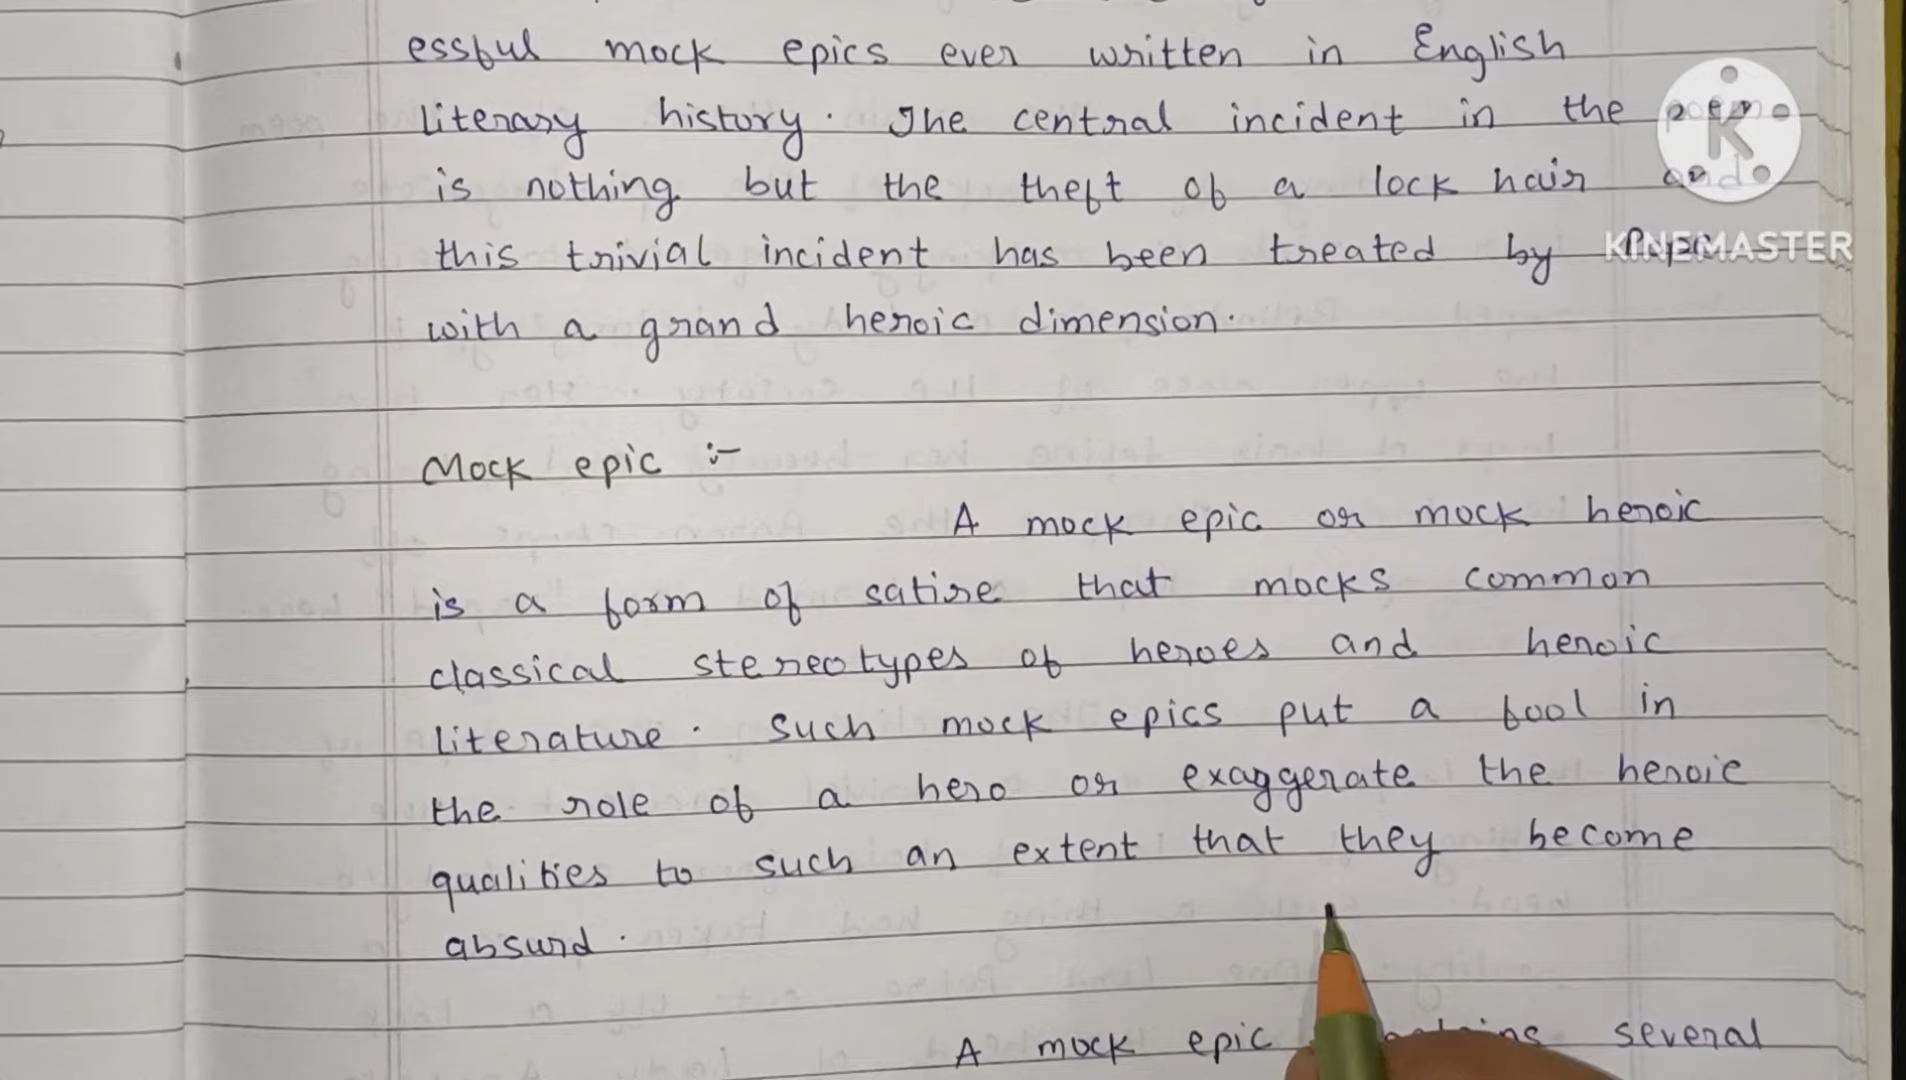 essful mock epics ever written in English
literary history. The central incident in the poem
is nothing but the theft of a lock hair and
this trivial incident has been treated by Pope
KINEMASTER
with a grand heroic dimension.
Mock epic :-
A mock epic or mock heroic
is a form of satire that mocks common
classical stereotypes of heroes and heroic
literature. Such mock epics put a fool in
the role of a hero or exaggerate the heroic
qualities to such an extent that they become
absurd.
A mock epic several